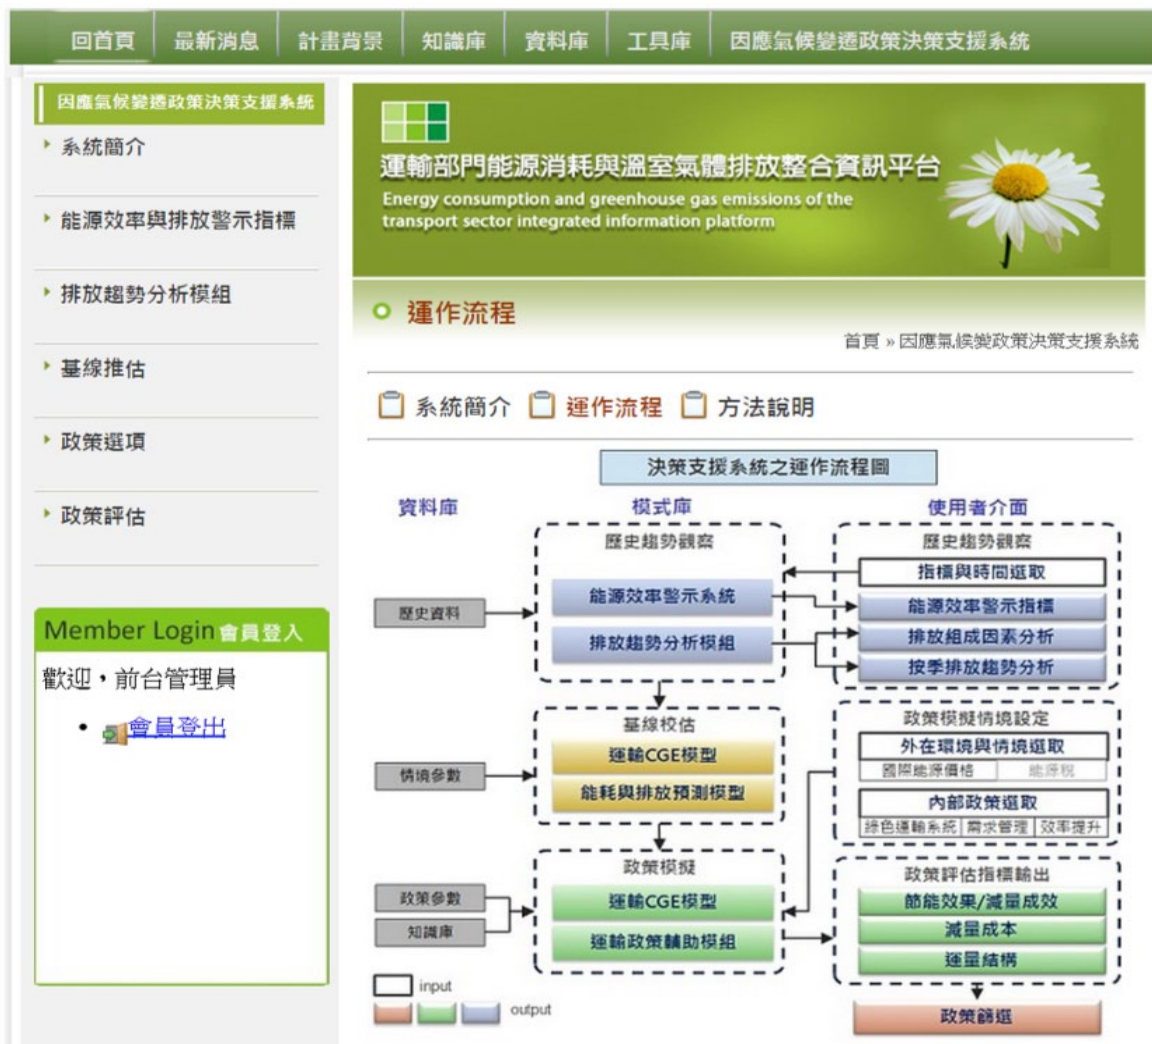 回首頁
最新消息
計畫背景
知識庫
資料庫
工具庫
因應氣候變遷政策決策支援系統
因應氣候變遷政策決策支援系統
系統簡介
能源效率與排放警示指標
排放趨勢分析模組
基線推估
政策選項
政策評估
Member Login 會員登入
歡迎，前台管理員
會員登出
運輸部門能源消耗與溫室氣體排放整合資訊平台
Energy consumption and greenhouse gas emissions of the
transport sector integrated information platform
運作流程
首頁 » 因應氣候變政策決策支援系統
系統簡介 運作流程 方法說明
決策支援系統之運作流程圖
資料庫
模式庫
使用者介面
歷史資料
情境參數
政策參數
知識庫
歷史趨勢觀察
能源效率警示系統
排放趨勢分析模組
基線校估
運輸CGE模型
能耗與排放預測模型
政策模擬
運輸CGE模型
運輸政策輔助模組
歷史趨勢觀察
指標與時間選取
能源效率警示指標
排放組成因素分析
按季排放趨勢分析
政策模擬情境設定
外在環境與情境選取
國際能源價格 能源稅
內部政策選取
綠色運輸系統 需求管理 效率提升
政策評估指標輸出
節能效果/減量成效
減量成本
運量結構
政策篩選
input
output